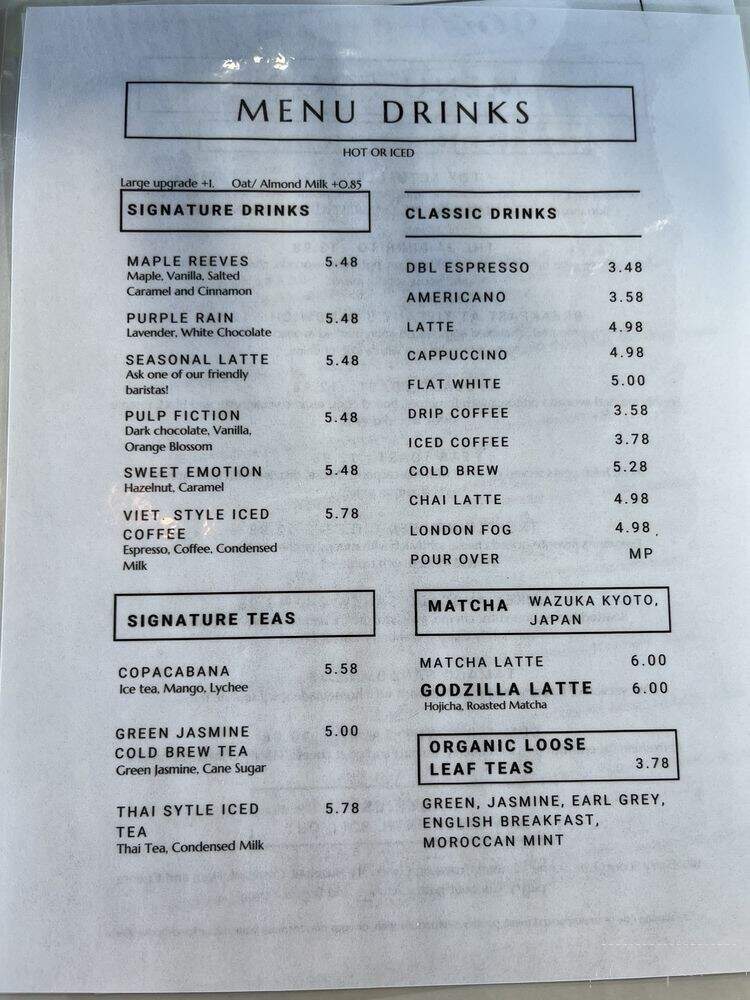 MENU DRINKS
HOT OR ICED
Large upgrade +1. Oat/ Almond Milk +0.85
SIGNATURE DRINKS
MAPLE REEVES 5.48
Maple, Vanilla, Salted
Caramel and Cinnamon
PURPLE RAIN 5.48
Lavender, White Chocolate
SEASONAL LATTE 5.48
Ask one of our friendly
baristas!
PULP FICTION 5.48
Dark chocolate, Vanilla,
Orange Blossom
SWEET EMOTION 5.48
Hazelnut, Caramel
VIET. STYLE ICED 5.78
COFFEE
Espresso, Coffee, Condensed
Milk
SIGNATURE TEAS
COPACABANA 5.58
Ice tea, Mango, Lychee
GREEN JASMINE 5.00
COLD BREW TEA
Green Jasmine, Cane Sugar
THAI SYTLE ICED 5.78
TEA
Thai Tea, Condensed Milk
CLASSIC DRINKS
DBL ESPRESSO 3.48
AMERICANO 3.58
LATTE 4.98
CAPPUCCINO 4.98
FLAT WHITE 5.00
DRIP COFFEE 3.58
ICED COFFEE 3.78
COLD BREW 5.28
CHAI LATTE 4.98
LONDON FOG 4.98
POUR OVER MP
MATCHA WAZUKA KYOTO,
JAPAN
MATCHA LATTE 6.00
GODZILLA LATTE 6.00
Hojicha, Roasted Matcha
ORGANIC LOOSE
LEAF TEAS 3.78
GREEN, JASMINE, EARL GREY,
ENGLISH BREAKFAST,
MOROCCAN MINT